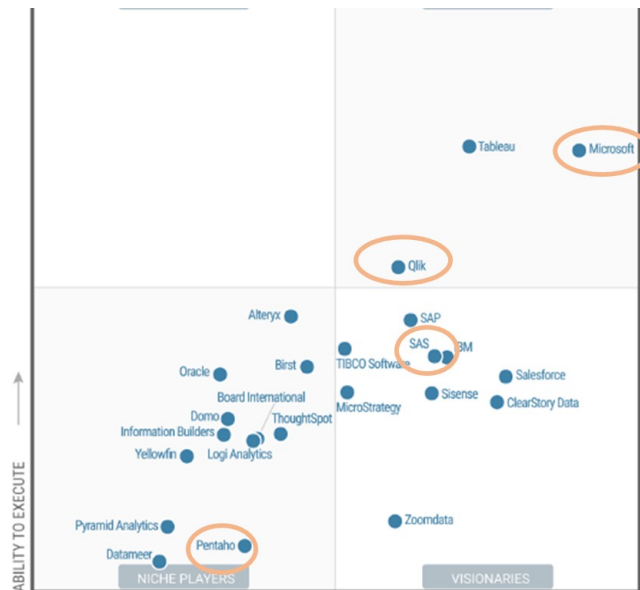 Tableau
Microsoft
Qlik
Alteryx
SAP
SAS
BM
TIBCO Software
Birst
Oracle
Salesforce
Board International
MicroStrategy
Sisense
ClearStory Data
Domo
ThoughtSpot
Information Builders
Yellowfin
Logi Analytics
Pyramid Analytics
Zoomdata
Pentaho
Datameer
NICHE PLAYERS
VISIONARIES
ABILITY TO EXECUTE